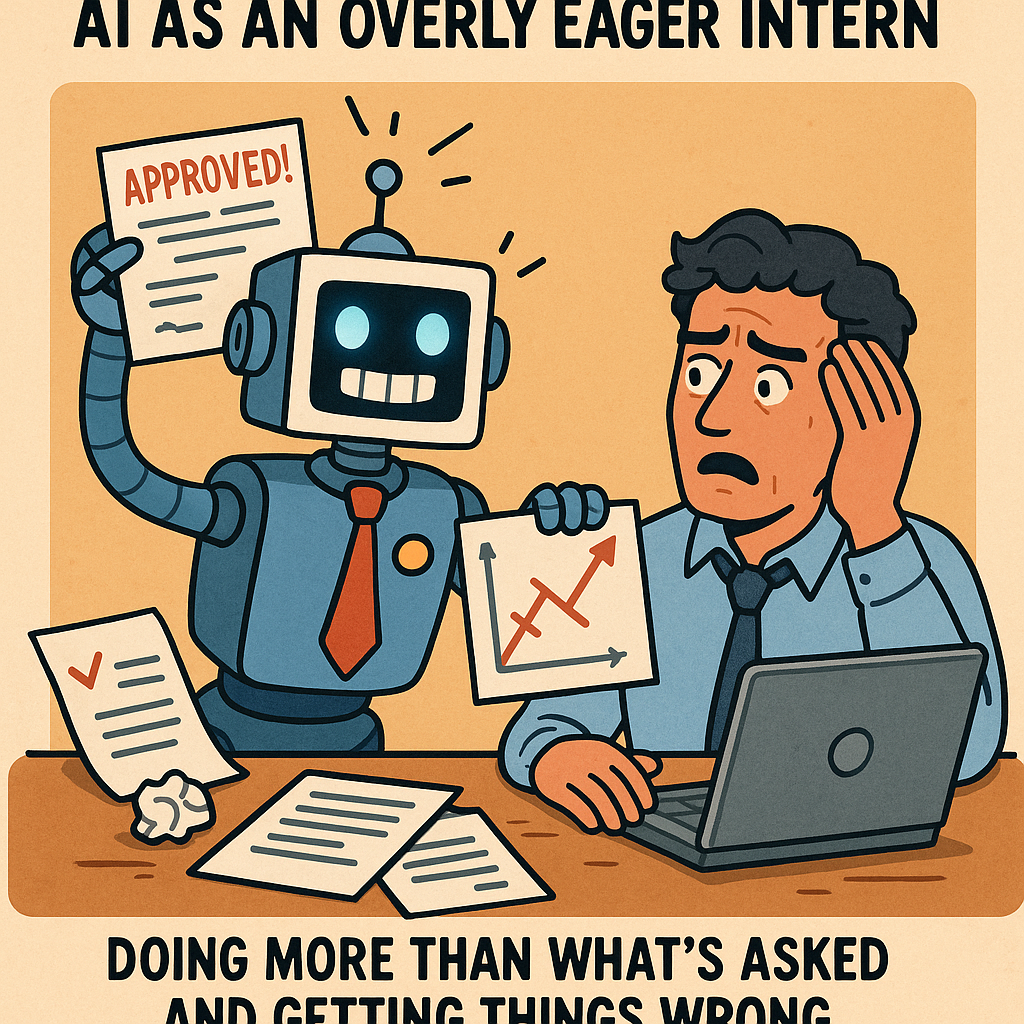 AI AS AN OVERLY EAGER INTERN
APPROVED!
DOING MORE THAN WHAT'S ASKED
AND GETTING THINGS WRONG